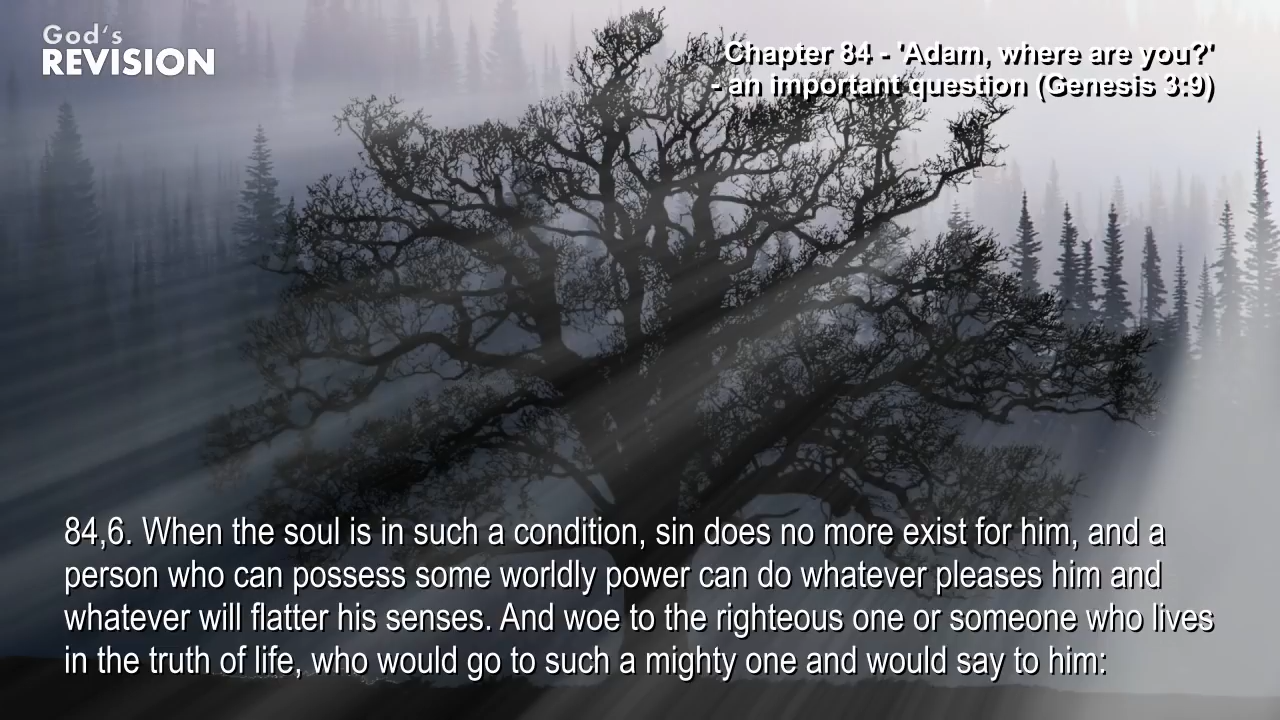 God's
REVISION
Chapter 84 - 'Adam, where are you?'
- an important question (Genesis 3:9)
84,6. When the soul is in such a condition, sin does no more exist for him, and a
person who can possess some worldly power can do whatever pleases him and
whatever will flatter his senses. And woe to the righteous one or someone who lives
in the truth of life, who would go to such a mighty one and would say to him: